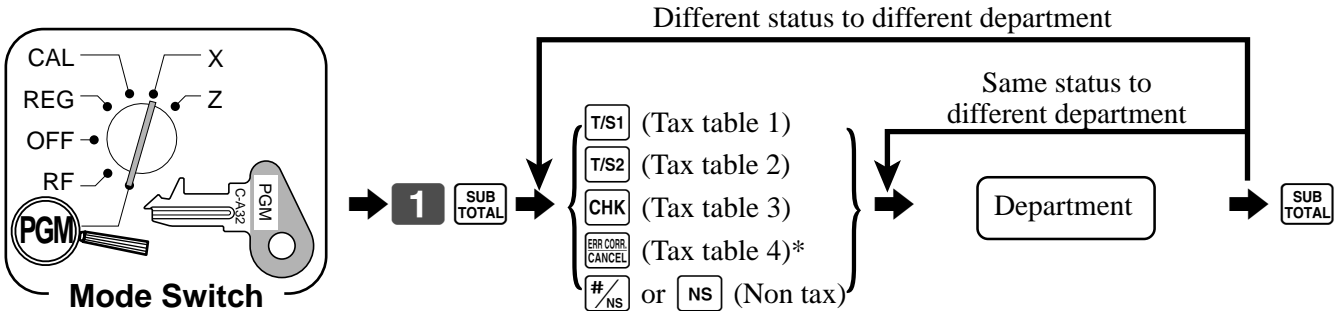 Different status to different department
CAL
X
REG
Z
OFF
RF
PGM
PGM
C-A32
Mode Switch
1
SUB
TOTAL
T/S1 (Tax table 1)
T/S2 (Tax table 2)
CHK (Tax table 3)
ERR CORR.
CANCEL (Tax table 4)*
#/NS or NS (Non tax)
Same status to
different department
Department
SUB
TOTAL